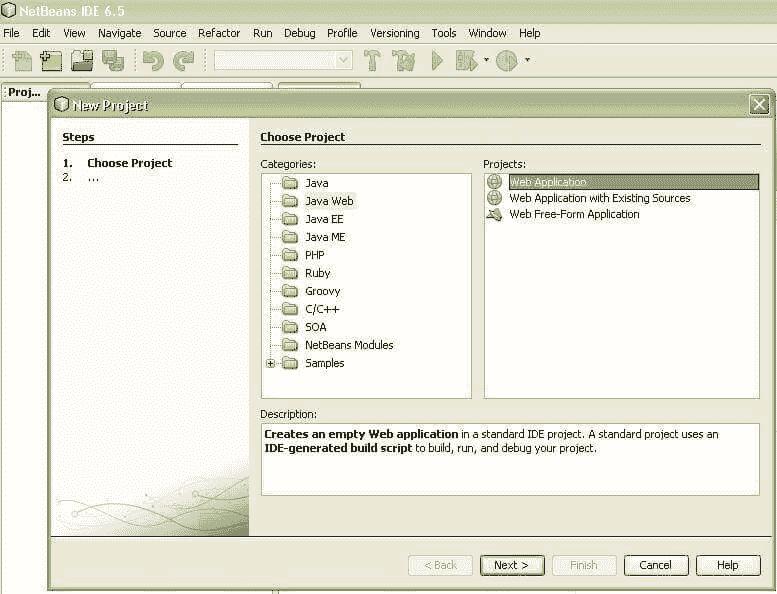 NetBeans IDE 6.5
File Edit View Navigate Source Refactor Run Debug Profile Versioning Tools Window Help
Proj...
New Project
Steps
1. Choose Project
2. ...
Choose Project
Categories:
Java
Java Web
Java EE
Java ME
PHP
Ruby
Groovy
C/C++
SOA
NetBeans Modules
Samples
Projects:
Web Application
Web Application with Existing Sources
Web Free-Form Application
Description:
Creates an empty Web application in a standard IDE project. A standard project uses an
IDE-generated build script to build, run, and debug your project.
< Back Next > Finish Cancel Help